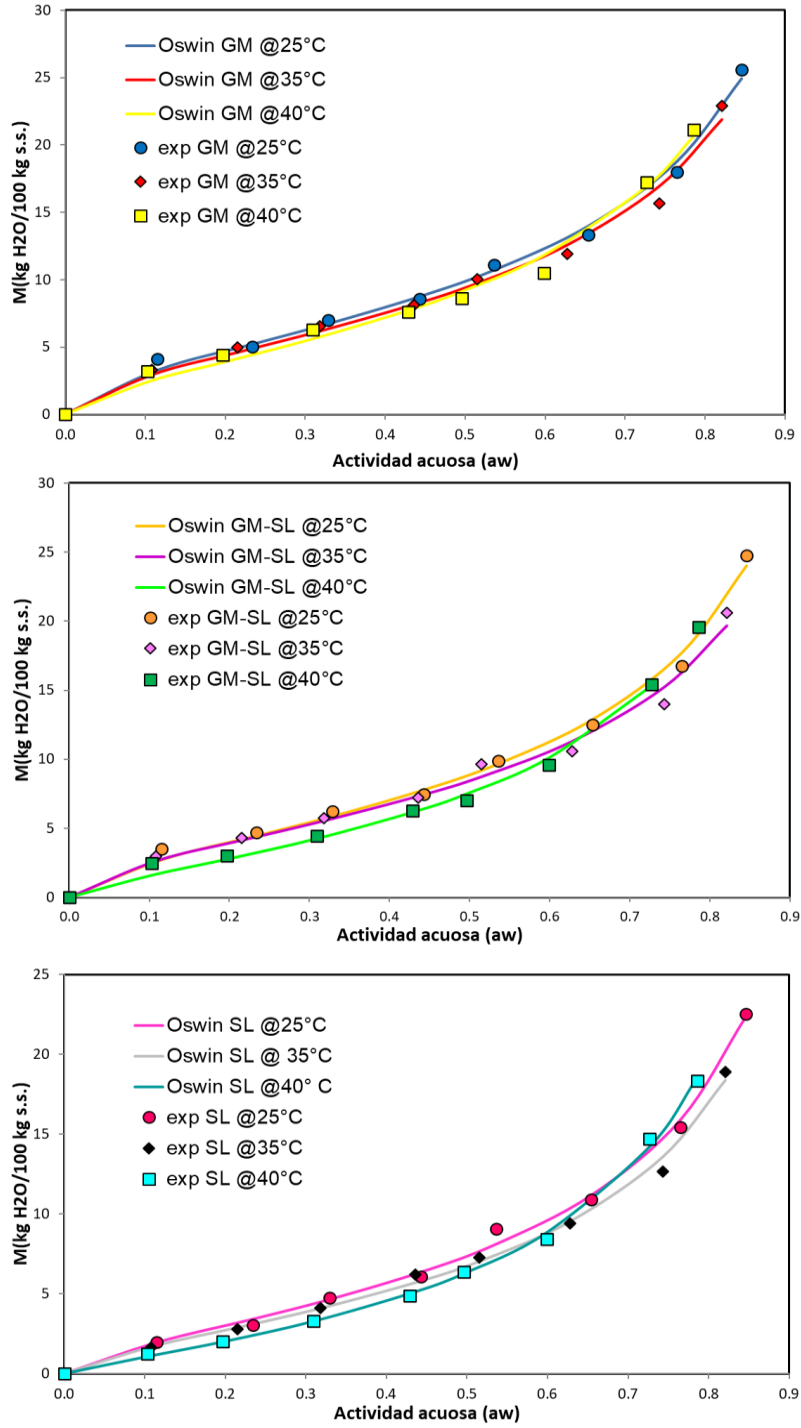 30
25
20
15
10
5
0
M(kg H2O/100 kg s.s.)
Oswin GM @25°C
Oswin GM @35°C
Oswin GM @40°C
exp GM @25°C
exp GM @35°C
exp GM @40°C
0.0 0.1 0.2 0.3 0.4 0.5 0.6 0.7 0.8 0.9
Actividad acuosa (aw)
30
25
20
15
10
5
0
M(kg H2O/100 kg s.s.)
Oswin GM-SL @25°C
Oswin GM-SL @35°C
Oswin GM-SL @40°C
exp GM-SL @25°C
exp GM-SL @35°C
exp GM-SL @40°C
0.0 0.1 0.2 0.3 0.4 0.5 0.6 0.7 0.8 0.9
Actividad acuosa (aw)
25
20
15
10
5
0
M(kg H2O/100 kg s.s.)
Oswin SL @25°C
Oswin SL @ 35°C
Oswin SL @40° C
exp SL @25°C
exp SL @35°C
exp SL @40°C
0.0 0.1 0.2 0.3 0.4 0.5 0.6 0.7 0.8 0.9
Actividad acuosa (aw)